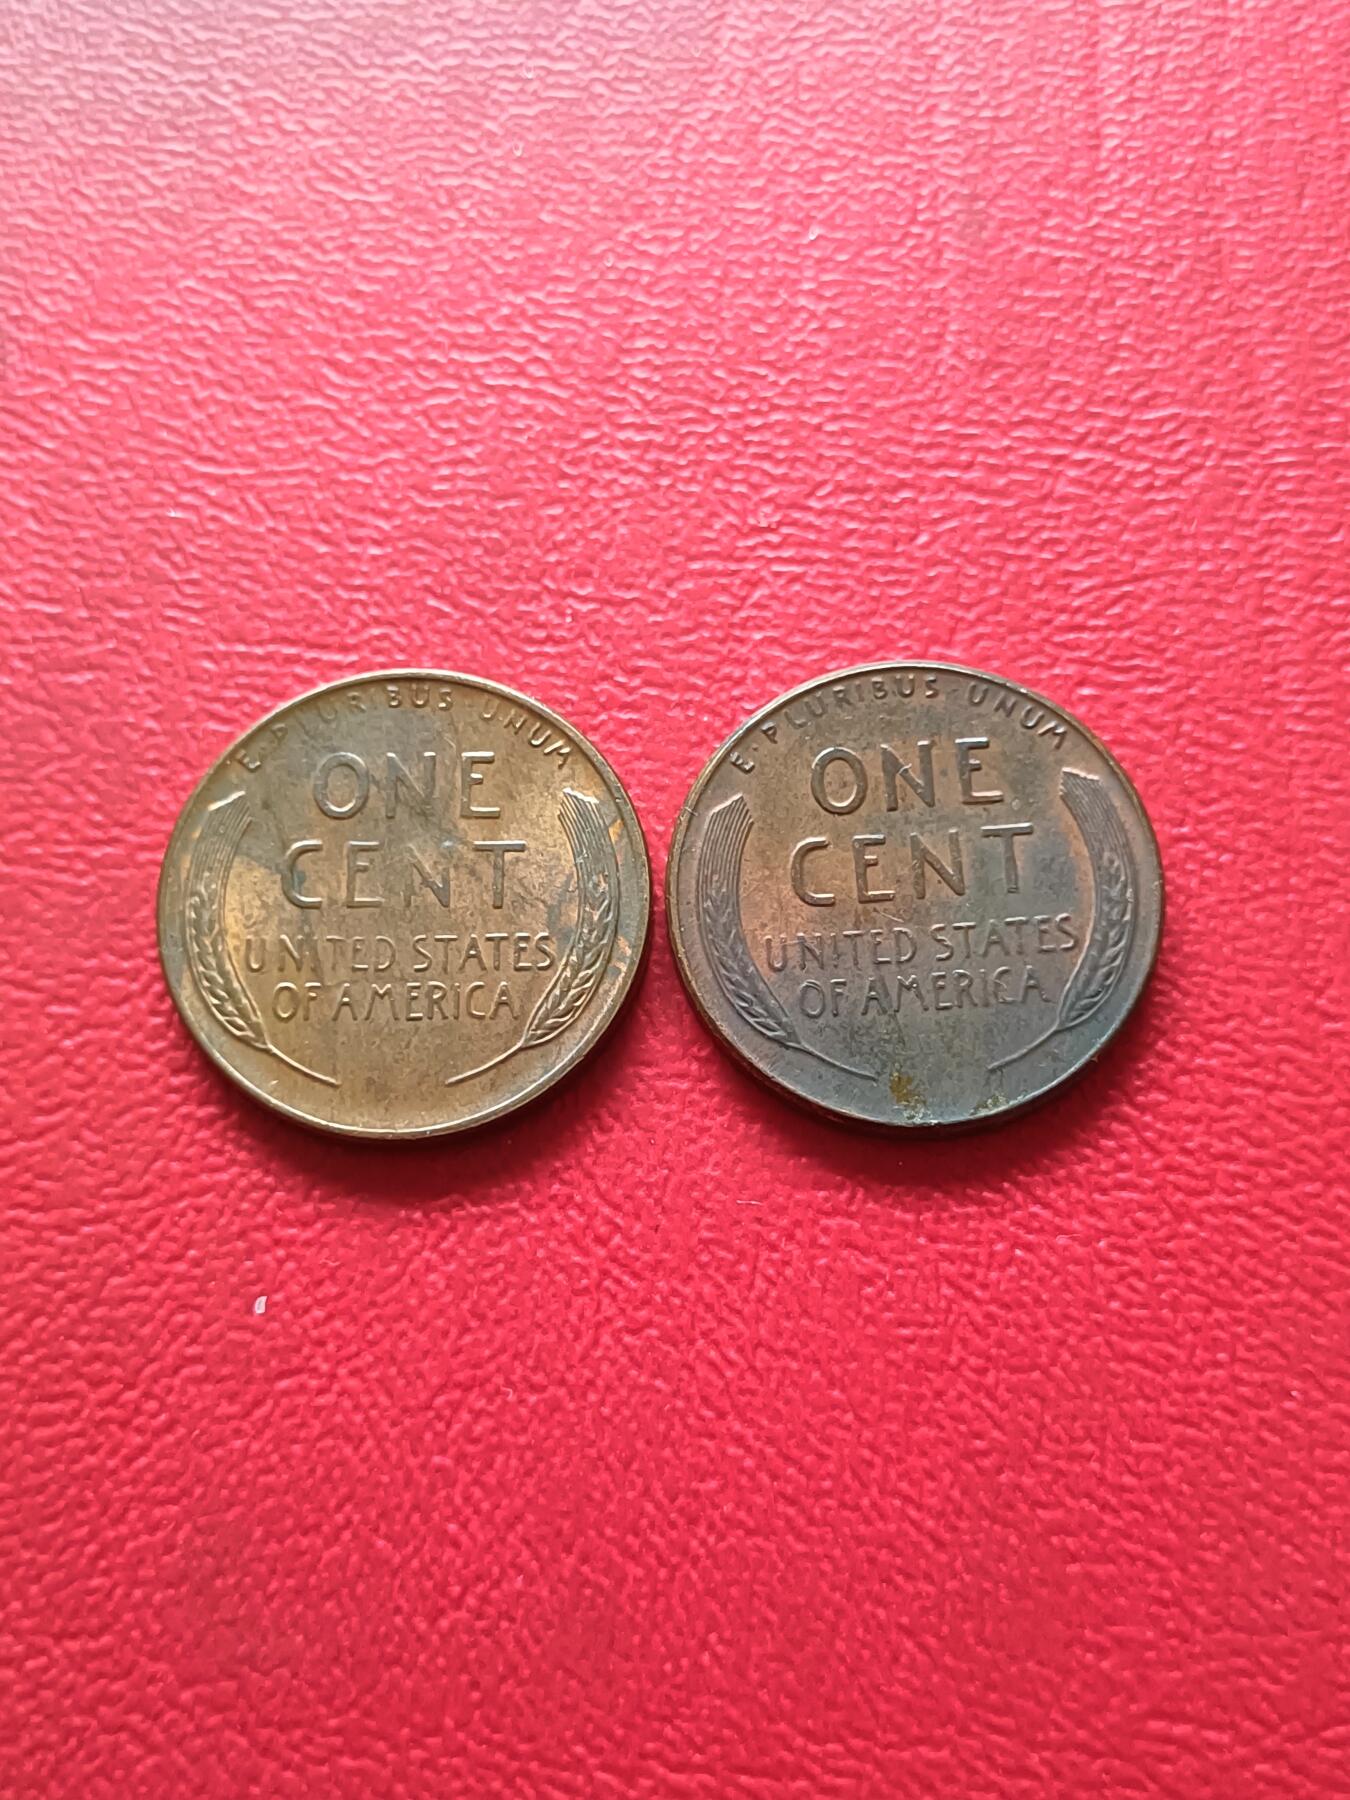 E·PLURIBUS·UNUM
ONE
CENT
UNITED STATES
OF AMERICA
E·PLURIBUS·UNUM
ONE
CENT
UNITED STATES
OF AMERICA